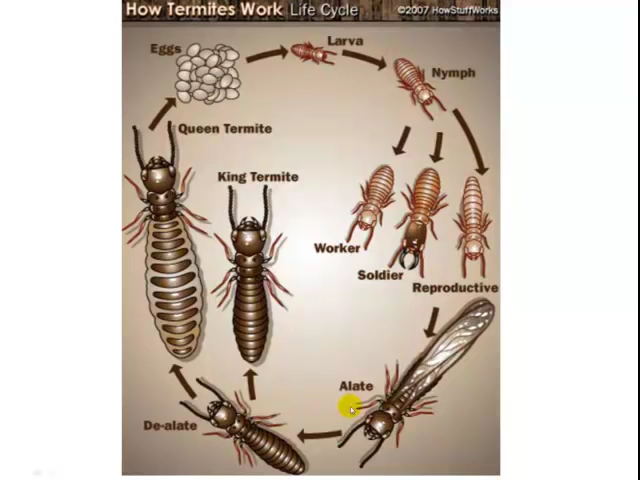 How Termites Work Life Cycle
©2007 HowStuffWorks
Eggs
Larva
Nymph
Queen Termite
King Termite
Worker
Soldier
Reproductive
Alate
De-alate